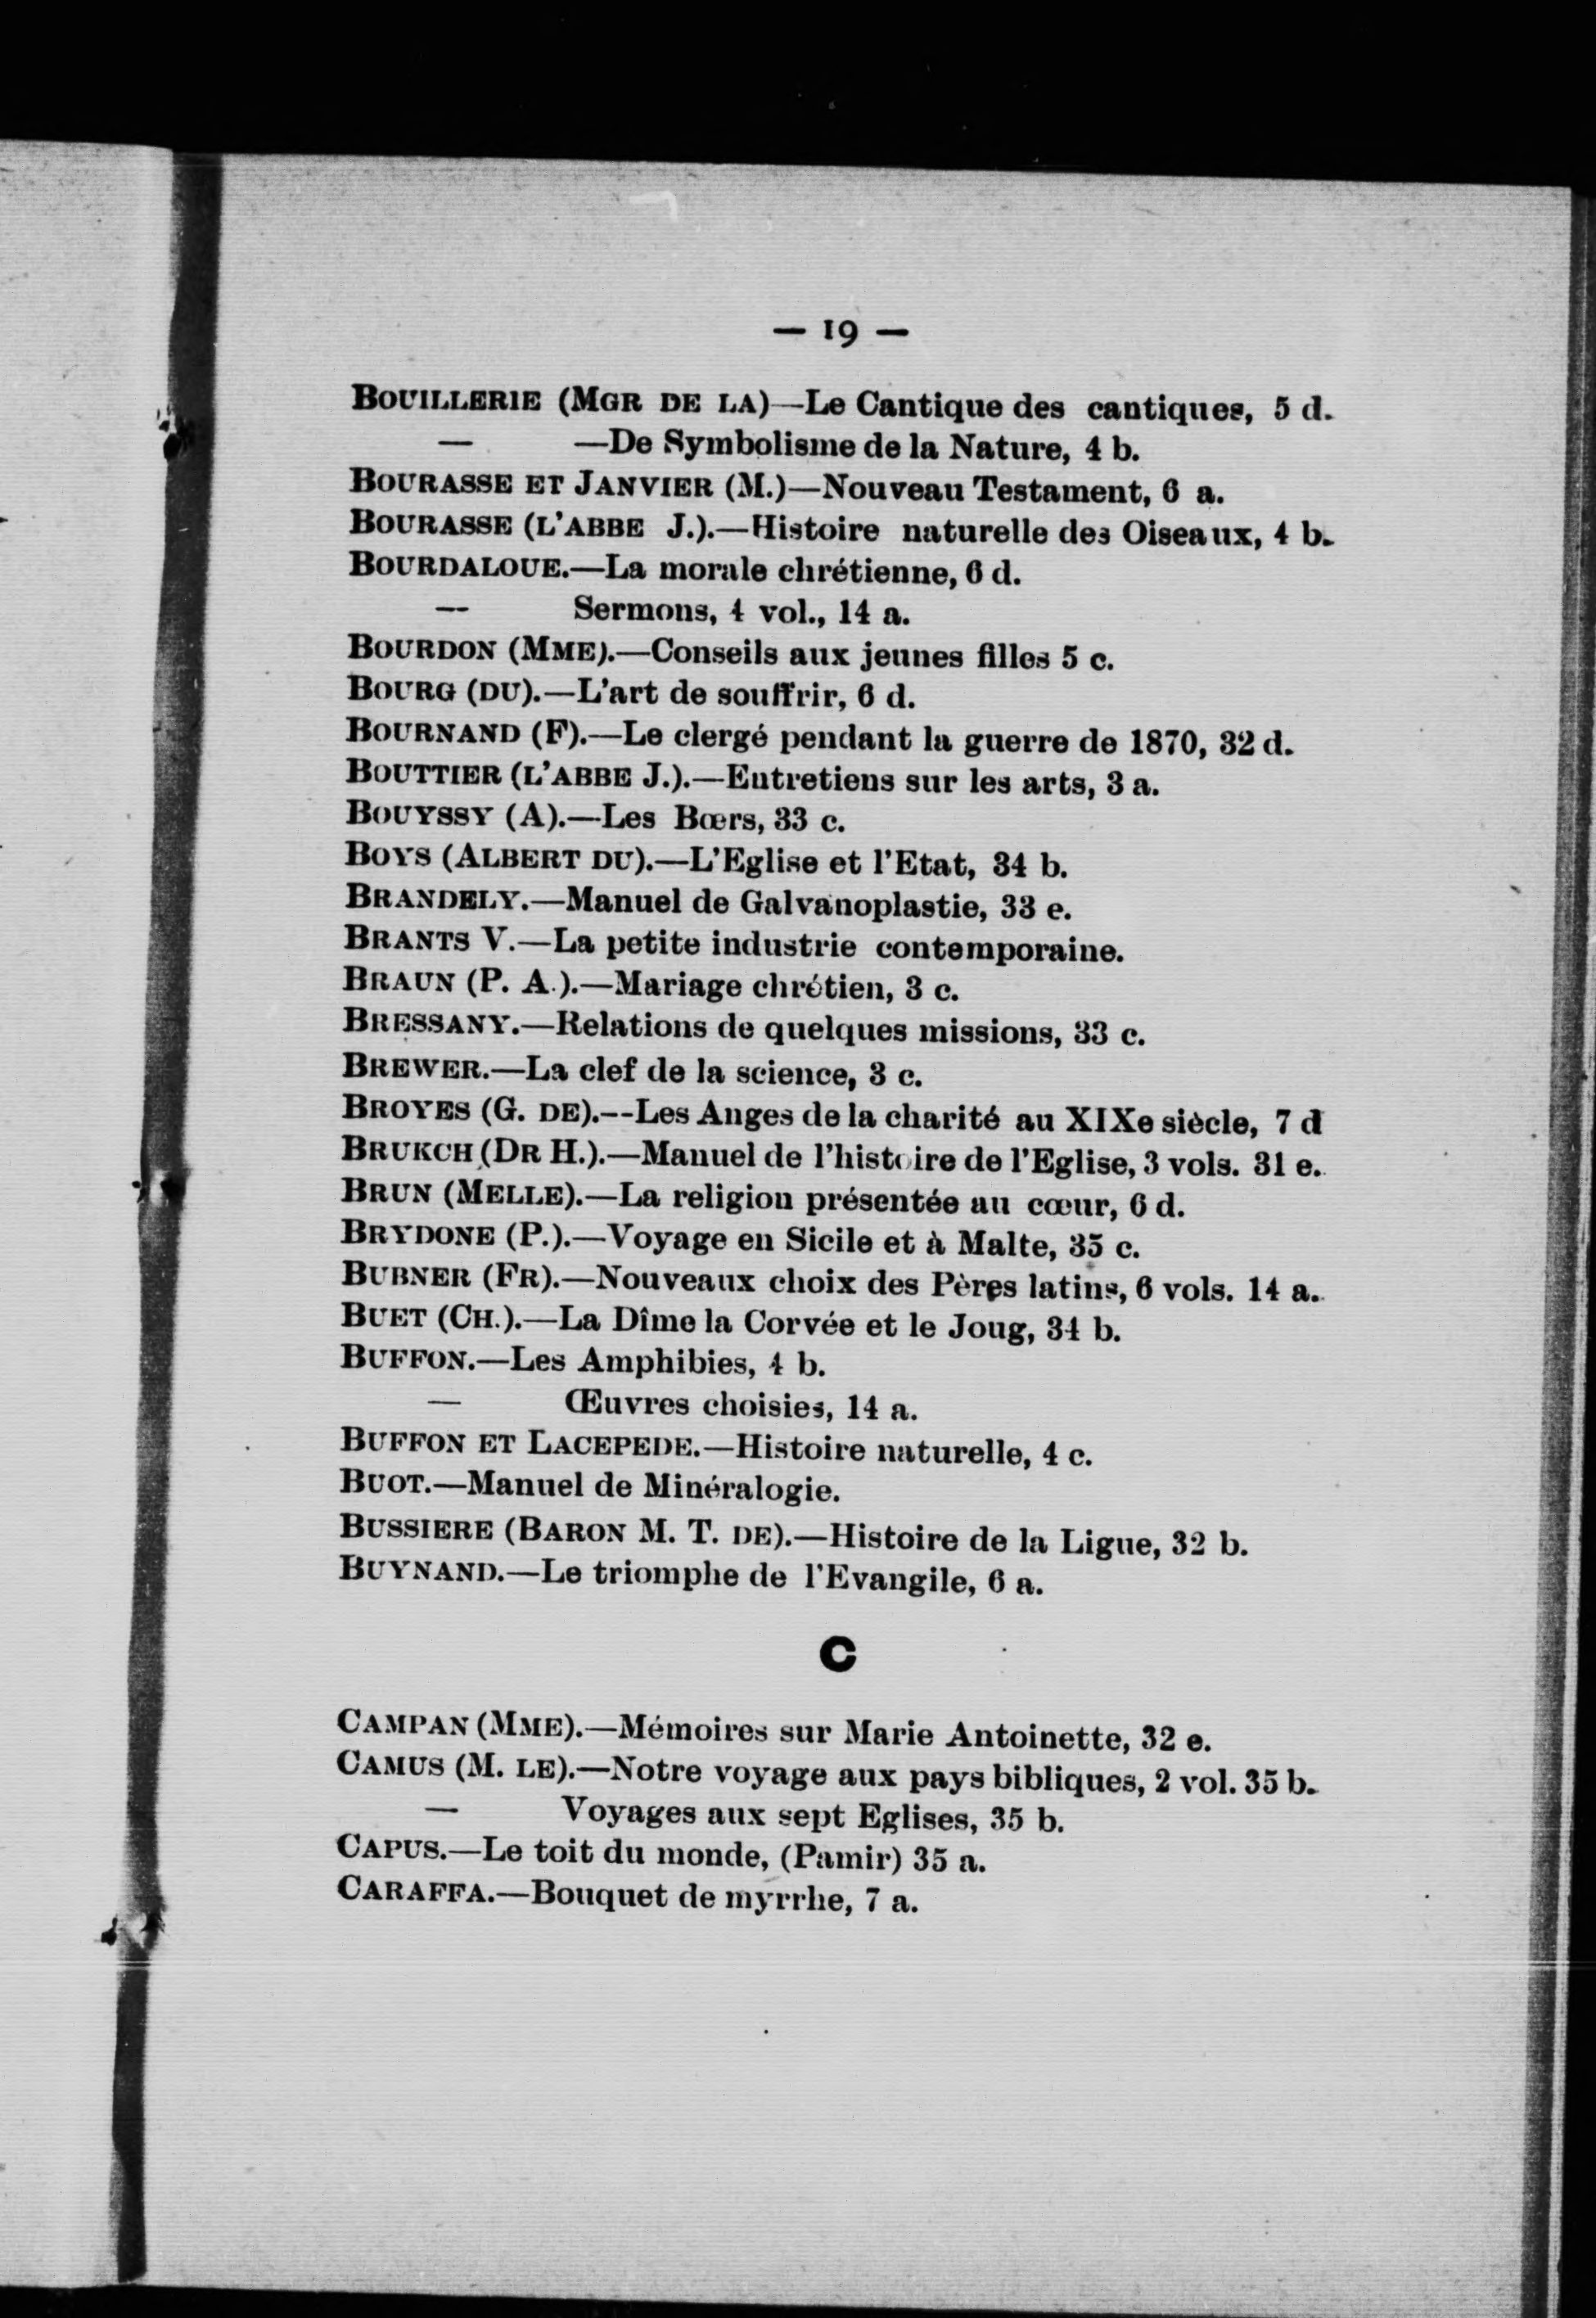 — 19 —
BOUILLERIE (MGR DE LA)—Le Cantique des cantiques, 5 d.
— —De Symbolisme de la Nature, 4 b.
BOURASSE ET JANVIER (M.)—Nouveau Testament, 6 a.
BOURASSE (L'ABBE J.).—Histoire naturelle des Oiseaux, 4 b.
BOURDALOUE.—La morale chrétienne, 6 d.
— Sermons, 4 vol., 14 a.
BOURDON (MME).—Conseils aux jeunes filles 5 c.
BOURG (DU).—L'art de souffrir, 6 d.
BOURNAND (F).—Le clergé pendant la guerre de 1870, 32 d.
BOUTTIER (L'ABBE J.).—Entretiens sur les arts, 3 a.
BOUYSSY (A).—Les Bœrs, 33 c.
BOYS (ALBERT DU).—L'Eglise et l'Etat, 34 b.
BRANDELY.—Manuel de Galvanoplastie, 33 e.
BRANTS V.—La petite industrie contemporaine.
BRAUN (P. A.).—Mariage chrétien, 3 c.
BRESSANY.—Relations de quelques missions, 33 c.
BREWER.—La clef de la science, 3 c.
BROYES (G. DE).--Les Anges de la charité au XIXe siècle, 7 d
BRUKCH (DR H.).—Manuel de l'histoire de l'Eglise, 3 vols. 31 e.
BRUN (MELLE).—La religion présentée au cœur, 6 d.
BRYDONE (P.).—Voyage en Sicile et à Malte, 35 c.
BUBNER (FR).—Nouveaux choix des Pères latins, 6 vols. 14 a.
BUET (CH.).—La Dîme la Corvée et le Joug, 34 b.
BUFFON.—Les Amphibies, 4 b.
— Œuvres choisies, 14 a.
BUFFON ET LACEPEDE.—Histoire naturelle, 4 c.
BUOT.—Manuel de Minéralogie.
BUSSIERE (BARON M. T. DE).—Histoire de la Ligue, 32 b.
BUYNAND.—Le triomphe de l'Evangile, 6 a.
C
CAMPAN (MME).—Mémoires sur Marie Antoinette, 32 e.
CAMUS (M. LE).—Notre voyage aux pays bibliques, 2 vol. 35 b.
— Voyages aux sept Eglises, 35 b.
CAPUS.—Le toit du monde, (Pamir) 35 a.
CARAFFA.—Bouquet de myrrhe, 7 a.